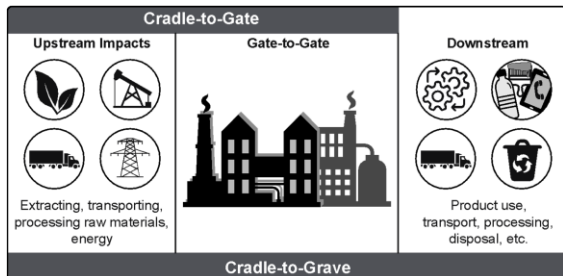 Cradle-to-Gate
Upstream Impacts
Gate-to-Gate
Downstream
Extracting, transporting,
processing raw materials,
energy
Product use,
transport, processing,
disposal, etc.
Cradle-to-Grave